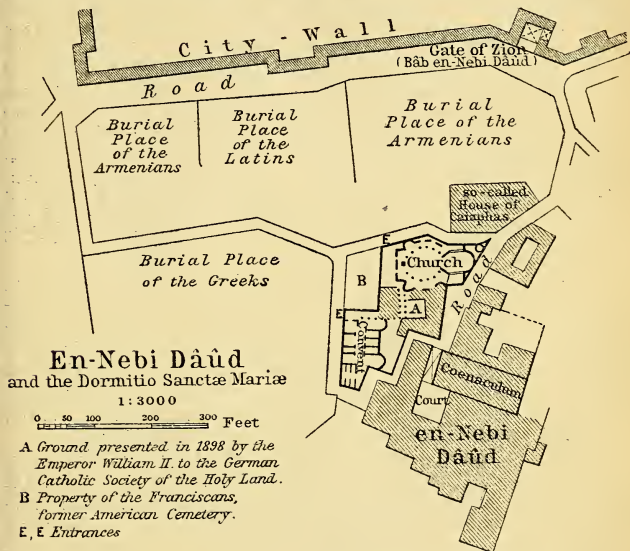 City - Wall
Gate of Zion
(Bâb en-Nebi Dâûd)
Road
Burial
Place
of the
Armenians
Burial
Place
of the
Latins
Burial
Place of the
Armenians
so-called
House of
Caiaphas
Burial Place
of the Greeks
E
Church
C
Road
B
A
E
Convent
Coenaculum
Court
en-Nebi
Dâûd
En-Nebi Dâûd
and the Dormitio Sanctæ Mariæ
1:3000
0 50 100 200 300 Feet
A Ground presented in 1898 by the
Emperor William II. to the German
Catholic Society of the Holy Land.
B Property of the Franciscans,
former American Cemetery.
E, E Entrances